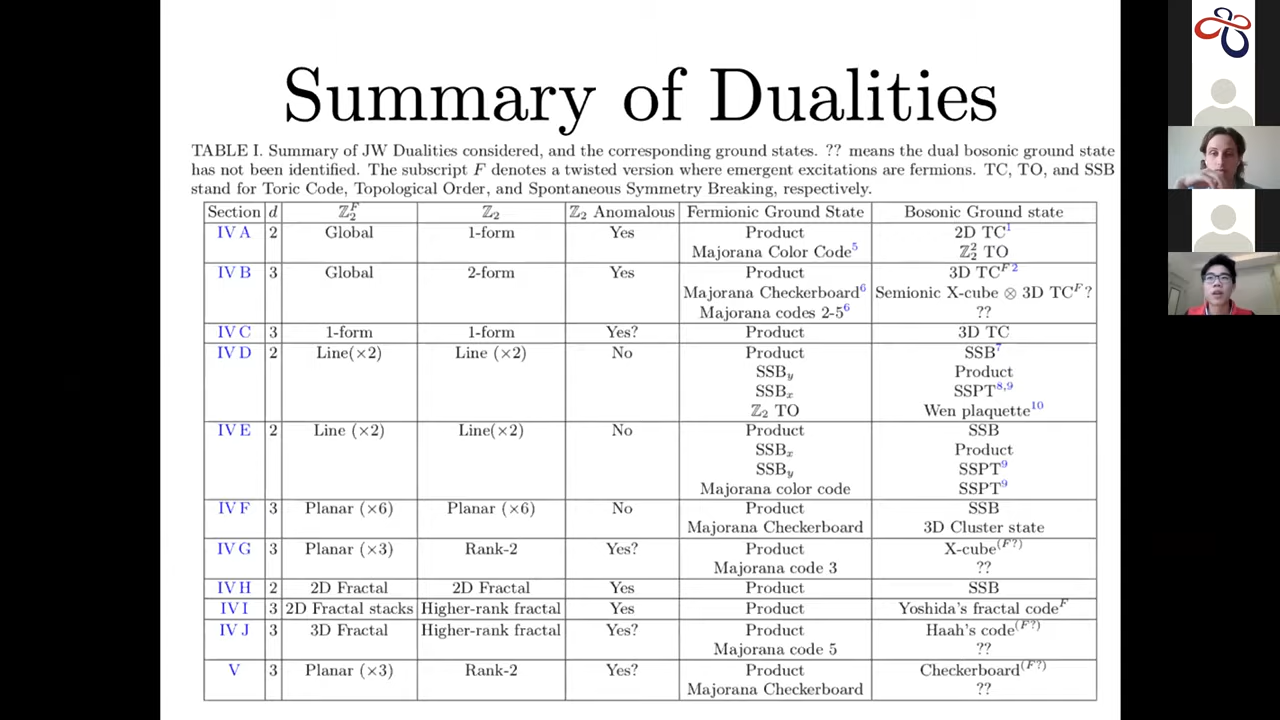 Summary of Dualities
TABLE I. Summary of JW Dualities considered, and the corresponding ground states. ?? means the dual bosonic ground state
has not been identified. The subscript F denotes a twisted version where emergent excitations are fermions. TC, TO, and SSB
stand for Toric Code, Topological Order, and Spontaneous Symmetry Breaking, respectively.
Section d ℤ₂ᶠ ℤ₂ ℤ₂ Anomalous Fermionic Ground State Bosonic Ground state
IV A 2 Global 1-form Yes Product 2D TC¹
Majorana Color Code⁵ ℤ₂² TO
IV B 3 Global 2-form Yes Product 3D TCᶠ ²
Majorana Checkerboard⁶ Semionic X-cube ⊗ 3D TCᶠ?
Majorana codes 2-5⁶ ??
IV C 3 1-form 1-form Yes? Product 3D TC
IV D 2 Line(×2) Line (×2) No Product SSB⁷
SSBy Product
SSBx SSPT⁸,⁹
ℤ₂ TO Wen plaquette¹⁰
IV E 2 Line (×2) Line(×2) No Product SSB
SSBx Product
SSBy SSPT⁹
Majorana color code SSPT⁹
IV F 3 Planar (×6) Planar (×6) No Product SSB
Majorana Checkerboard 3D Cluster state
IV G 3 Planar (×3) Rank-2 Yes? Product X-cube(F?)
Majorana code 3 ??
IV H 2 2D Fractal 2D Fractal Yes Product SSB
IV I 3 2D Fractal stacks Higher-rank fractal Yes Product Yoshida's fractal codeF
IV J 3 3D Fractal Higher-rank fractal Yes? Product Haah's code(F?)
Majorana code 5 ??
V 3 Planar (×3) Rank-2 Yes? Product Checkerboard(F?)
Majorana Checkerboard ??